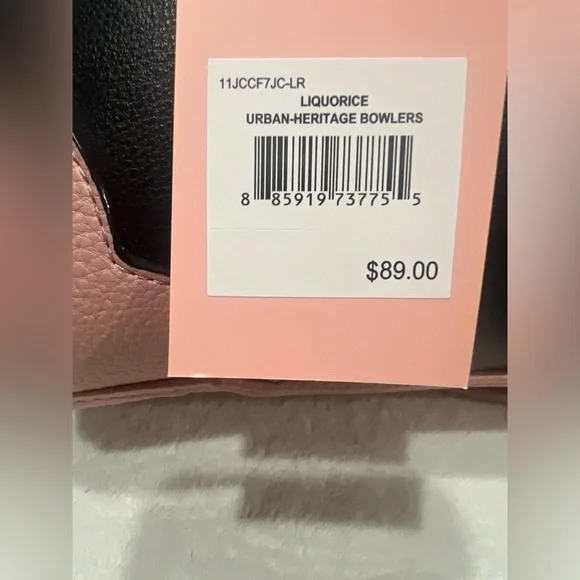 11JCCF7JC-LR
LIQUORICE
URBAN-HERITAGE BOWLERS
8 85919 73775 5
$89.00